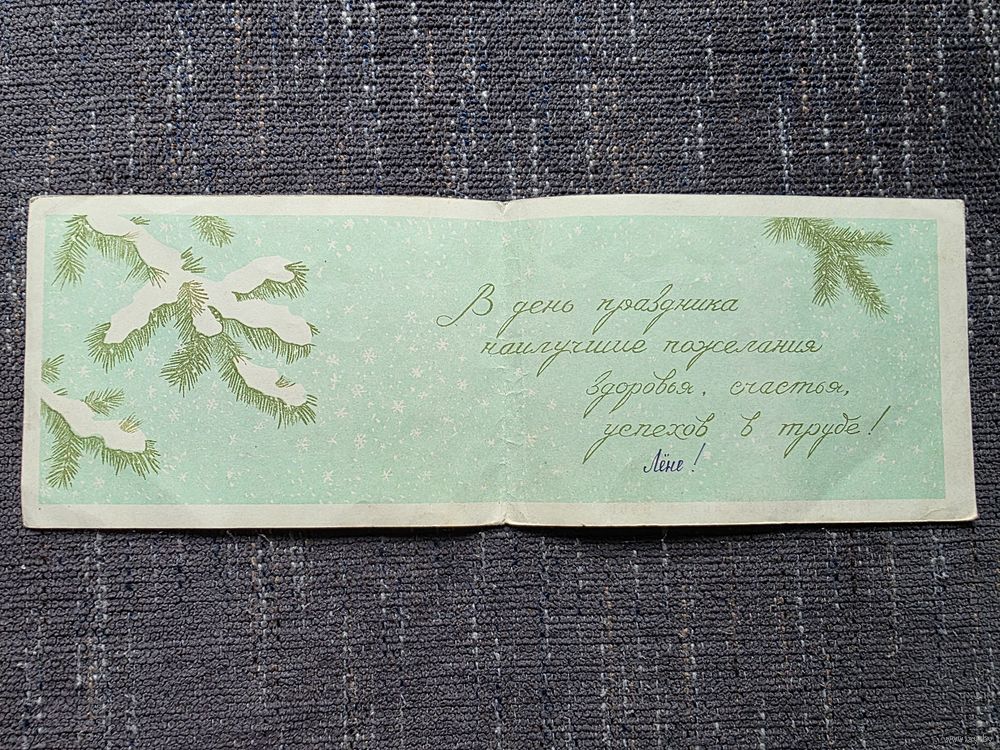 В день праздника
наилучшие пожелания
здоровья, счастья,
успехов в труде!
Лёне!